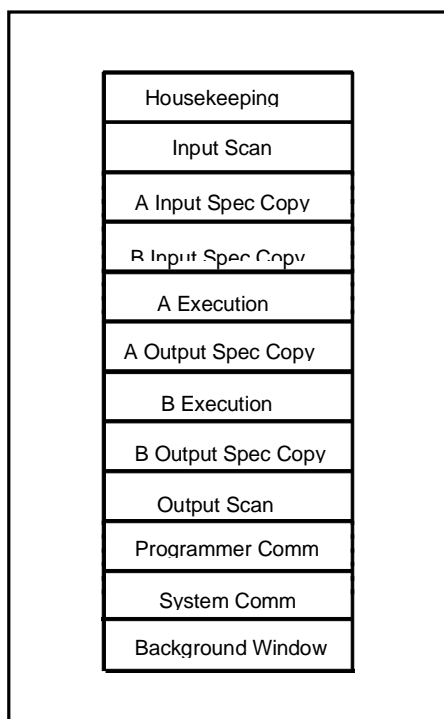 Housekeeping
Input Scan
A Input Spec Copy
B Input Spec Copy
A Execution
A Output Spec Copy
B Execution
B Output Spec Copy
Output Scan
Programmer Comm
System Comm
Background Window